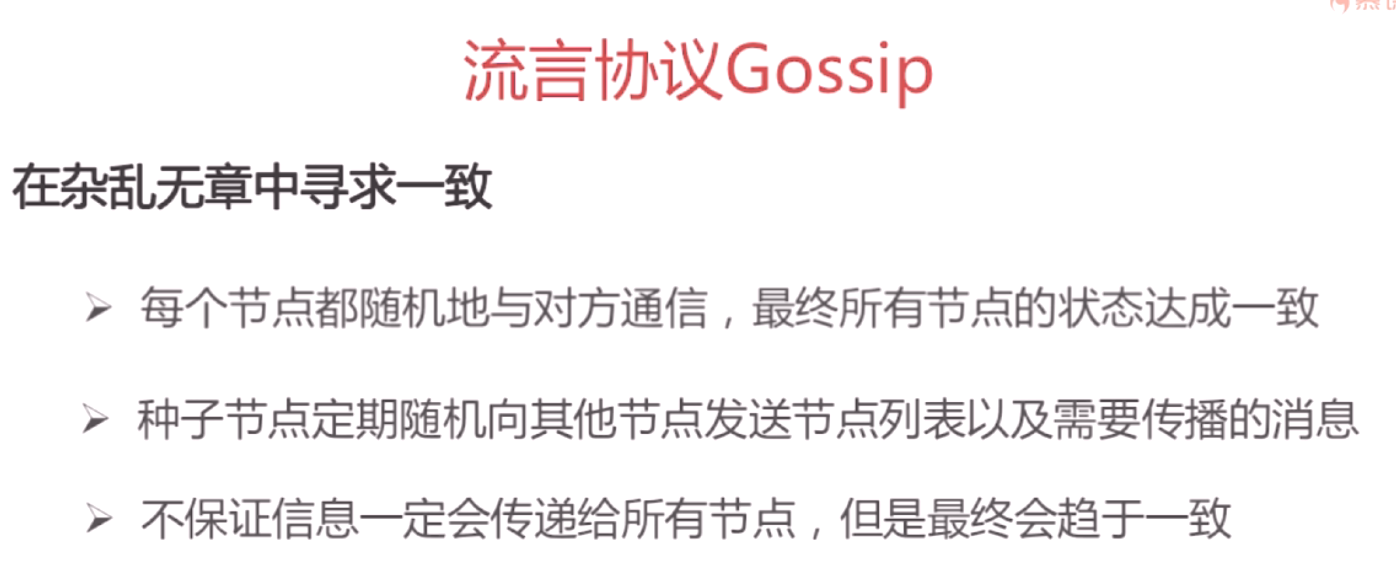 流言协议Gossip
在杂乱无章中寻求一致
每个节点都随机地与对方通信，最终所有节点的状态达成一致
种子节点定期随机向其他节点发送节点列表以及需要传播的消息
不保证信息一定会传递给所有节点，但是最终会趋于一致